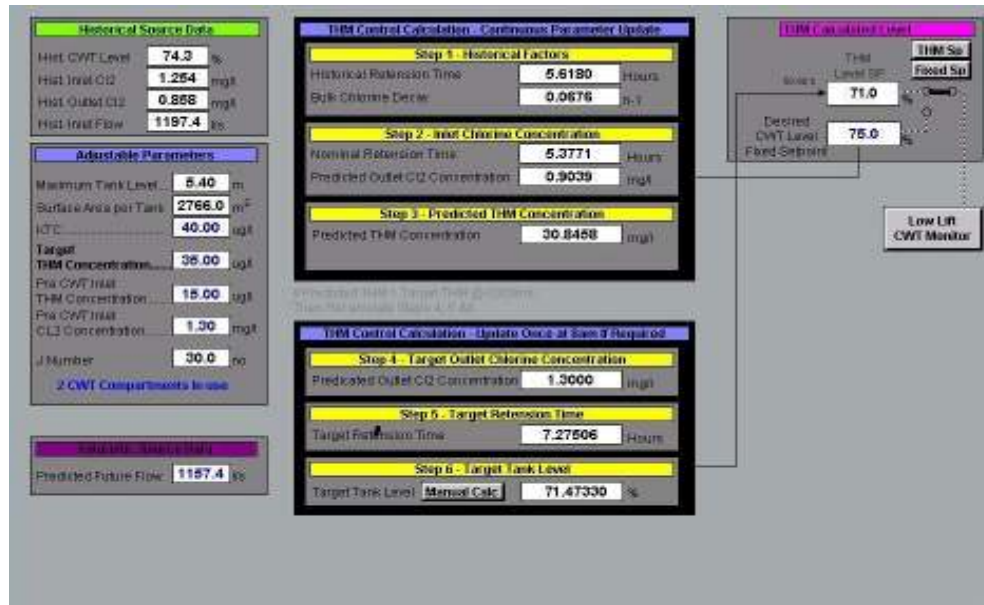 Historical Source Data
Hist. CWT Level 74.3 %
Hist. Inlet Cl2 1.254 mg/l
Hist. Outlet Cl2 0.858 mg/l
Hist. Inlet Flow 1197.4 l/s
Adjustable Parameters
Maximum Tank Level... 5.40 m
Surface Area per Tank 2766.0 m²
KTC 40.00 ug/l
Target
THM Concentration..... 35.00 ug/l
Pre CWT Inlet
THM Concentration 15.00 ug/l
Pre CWT Inlet
CL2 Concentration 1.30 mg/l
J Number 30.0 no
2 CWT Compartments in use
Source Data
Predicted Future Flow 1157.4 l/s
THM Control Calculation - Continuous Parameter Update
Step 1 - Historical Factors
Historical Retension Time 5.6180 Hours
Bulk Chlorine Decay 0.0676 h-1
Step 2 - Inlet Chlorine Concentration
Nominal Retension Time 5.3771 Hours
Predicted Outlet Cl2 Concentration 0.9039 mg/l
Step 3 - Predicted THM Concentration
Predicted THM Concentration 30.8458 mg/l
THM Control Calculation - Update Once at 8am if Required
Step 4 - Target Outlet Chlorine Concentration
Predicated Outlet Cl2 Concentration 1.3000 mg/l
Step 5 - Target Retension Time
Target Retension Time 7.27506 Hours
Step 6 - Target Tank Level
Target Tank Level Manual Calc 71.47330 %
THM Calculated Level
THM Sp
Fixed Sp
THM
Level SP
71.0 %
Desired
CWT Level
Fixed Setpoint
75.0 %
Low Lift
CWT Monitor